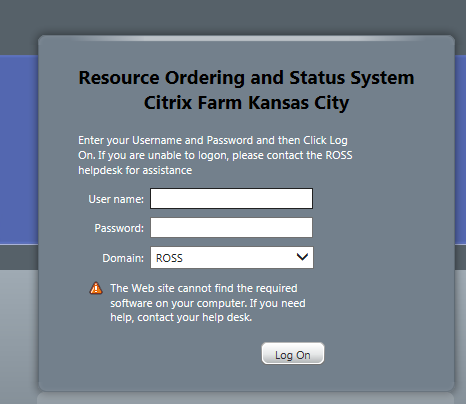 Resource Ordering and Status System
Citrix Farm Kansas City
Enter your Username and Password and then Click Log
On. If you are unable to logon, please contact the ROSS
helpdesk for assistance
User name:
Password:
Domain: ROSS
The Web site cannot find the required
software on your computer. If you need
help, contact your help desk.
Log On